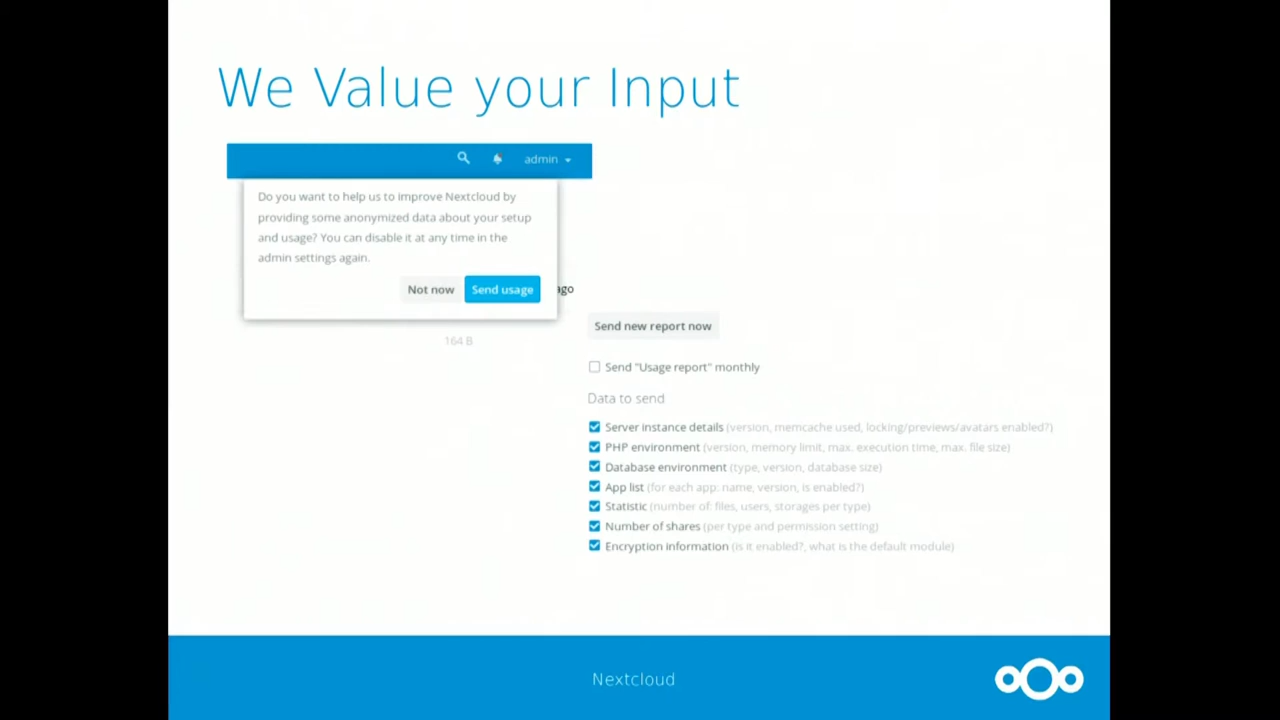 We Value your Input
admin
Do you want to help us to improve Nextcloud by
providing some anonymized data about your setup
and usage? You can disable it at any time in the
admin settings again.
Not now
Send usage
ago
Send new report now
164 B
Send "Usage report" monthly
Data to send
Server instance details (version, memcache used, locking/previews/avatars enabled?)
PHP environment (version, memory limit, max. execution time, max. file size)
Database environment (type, version, database size)
App list (for each app: name, version, is enabled?)
Statistic (number of: files, users, storages per type)
Number of shares (per type and permission setting)
Encryption information (is it enabled?, what is the default module)
Nextcloud